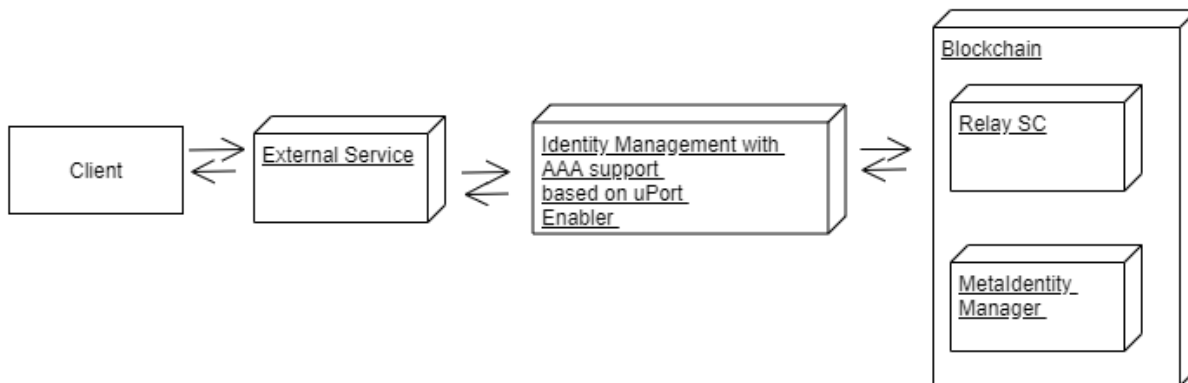 Client
External Service
Identity Management with
AAA support
based on uPort
Enabler
Blockchain
Relay SC
MetaIdentity
Manager